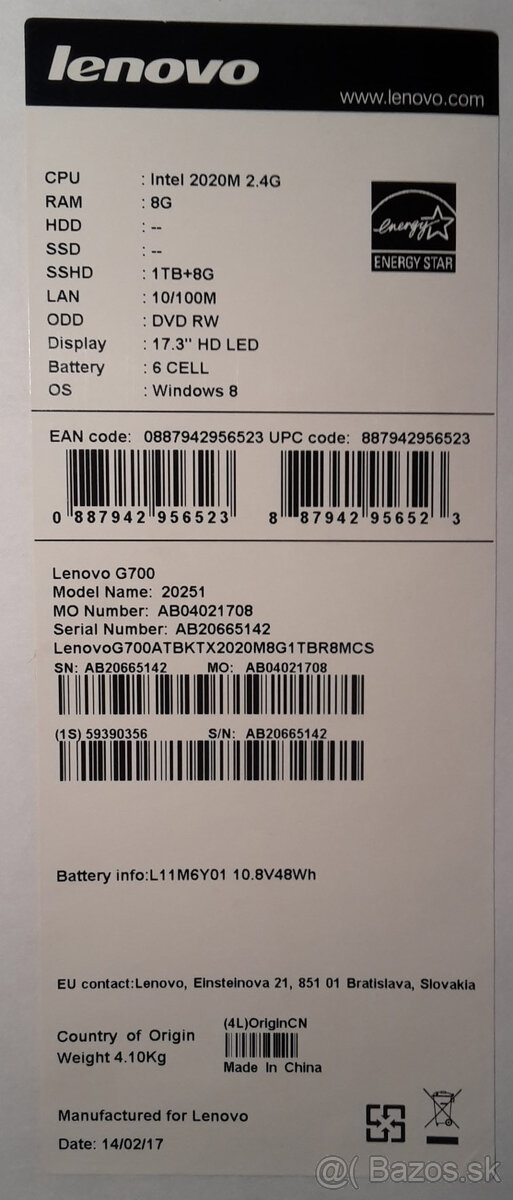 lenovo
www.lenovo.com
CPU : Intel 2020M 2.4G
RAM : 8G
HDD : --
SSD : --
SSHD : 1TB+8G
LAN : 10/100M
ODD : DVD RW
Display : 17.3" HD LED
Battery : 6 CELL
OS : Windows 8
energy
ENERGY STAR
EAN code: 0887942956523 UPC code: 887942956523
0 887942 956523 8 87942 95652 3
Lenovo G700
Model Name: 20251
MO Number: AB04021708
Serial Number: AB20665142
LenovoG700ATBKTX2020M8G1TBR8MCS
SN: AB20665142 MO: AB04021708
(1S) 59390356 S/N: AB20665142
Battery info:L11M6Y01 10.8V48Wh
EU contact:Lenovo, Einsteinova 21, 851 01 Bratislava, Slovakia
(4L)OriginCN
Country of Origin
Weight 4.10Kg
Made In China
Manufactured for Lenovo
Date: 14/02/17
@( Bazos.sk